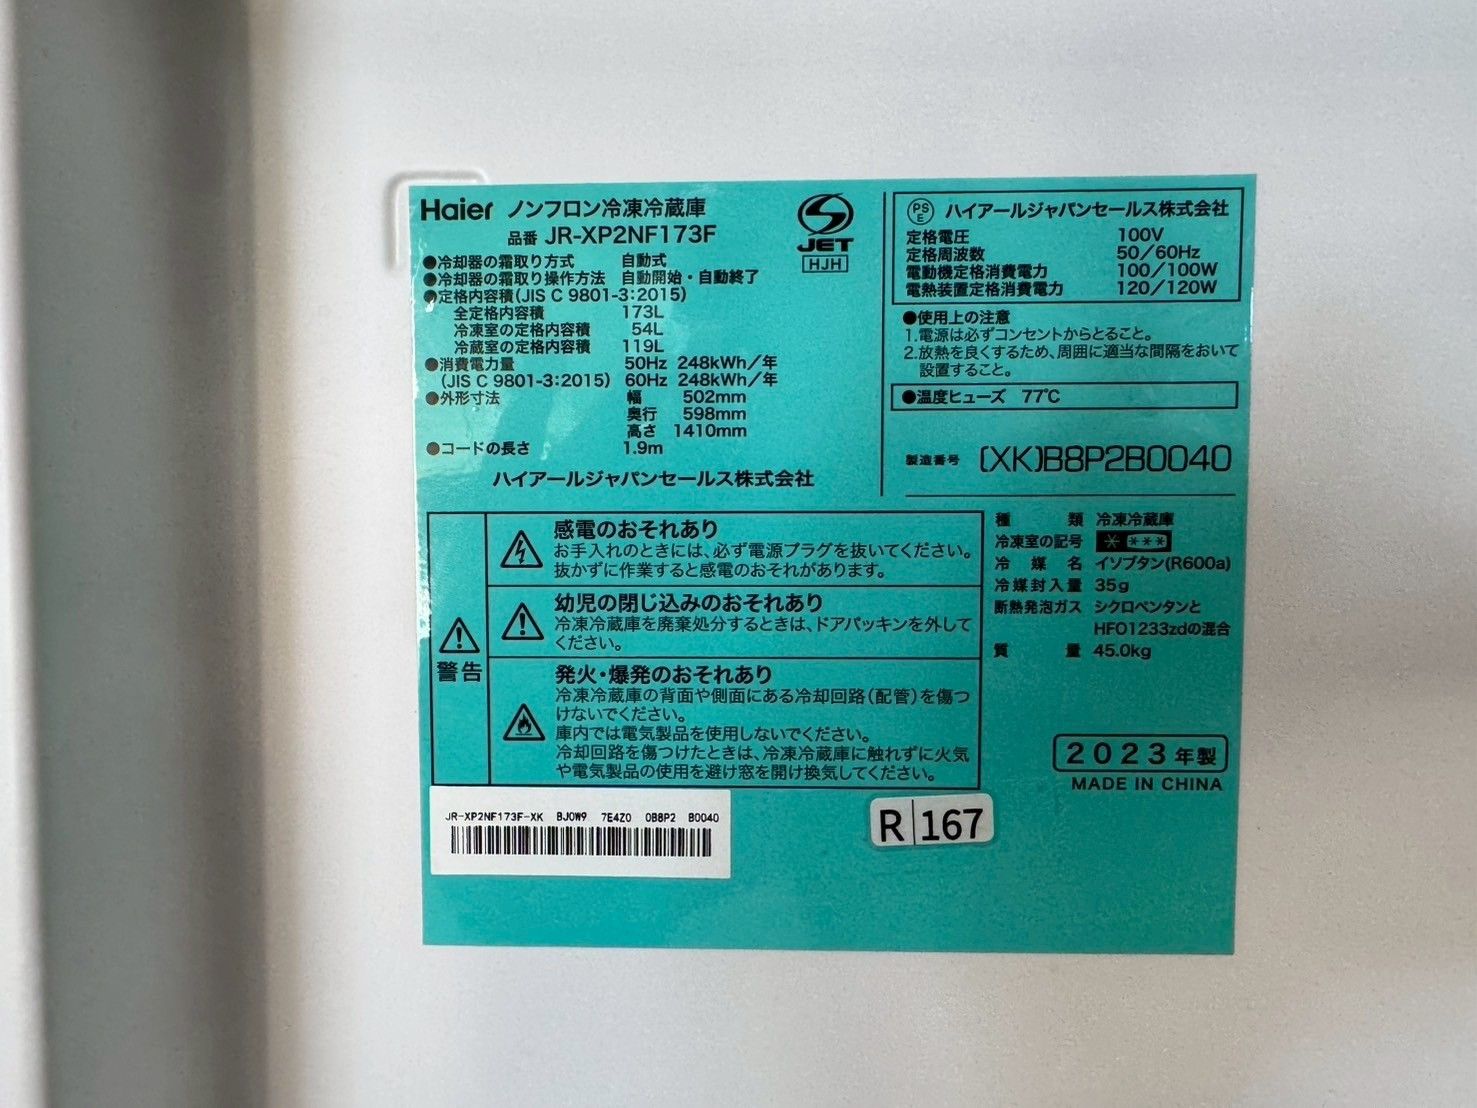 Haier ノンフロン冷凍冷蔵庫
品番 JR-XP2NF173F
●冷却器の霜取り方式 自動式
●冷却器の霜取り操作方法 自動開始・自動終了
●定格内容積(JIS C 9801-3:2015)
全定格内容積 173L
冷凍室の定格内容積 54L
冷蔵室の定格内容積 119L
●消費電力量 50Hz 248kWh/年
(JIS C 9801-3:2015) 60Hz 248kWh/年
●外形寸法 幅 502mm
奥行 598mm
高さ 1410mm
●コードの長さ 1.9m
ハイアールジャパンセールス株式会社
JET
HJH
PS
E
ハイアールジャパンセールス株式会社
定格電圧 100V
定格周波数 50/60Hz
電動機定格消費電力 100/100W
電熱装置定格消費電力 120/120W
●使用上の注意
1.電源は必ずコンセントからとること。
2.放熱を良くするため、周囲に適当な間隔をおいて
設置すること。
●温度ヒューズ 77℃
製造番号 (XK)B8P2B0040
警告
感電のおそれあり
お手入れのときには、必ず電源プラグを抜いてください。
抜かずに作業すると感電のおそれがあります。
幼児の閉じ込みのおそれあり
冷凍冷蔵庫を廃棄処分するときは、ドアパッキンを外して
ください。
発火・爆発のおそれあり
冷凍冷蔵庫の背面や側面にある冷却回路(配管)を傷つ
けないでください。
庫内では電気製品を使用しないでください。
冷却回路を傷つけたときは、冷凍冷蔵庫に触れずに火気
や電気製品の使用を避け窓を開け換気してください。
種類 冷凍冷蔵庫
冷凍室の記号 * ***
冷媒名 イソブタン(R600a)
冷媒封入量 35g
断熱発泡ガス シクロペンタンと
HFO1233zdの混合
質量 45.0kg
2023年製
MADE IN CHINA
JR-XP2NF173F-XK BJ0W9 7E4Z0 0B8P2 B0040
R 167